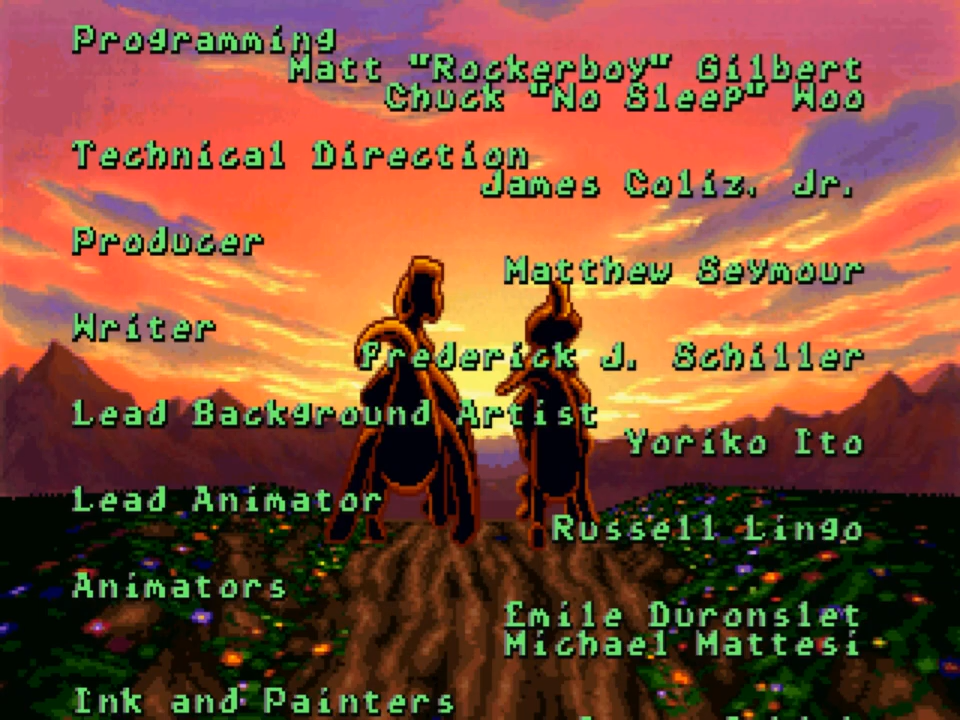 Programming
Matt "Rockerboy" Gilbert
Chuck "No Sleep" Woo
Technical Direction
James Coliz, Jr.
Producer
Matthew Seymour
Writer
Frederick J. Schiller
Lead Background Artist
Yoriko Ito
Lead Animator
Russell Lingo
Animators
Emile Duronslet
Michael Mattesi
Ink and Painters